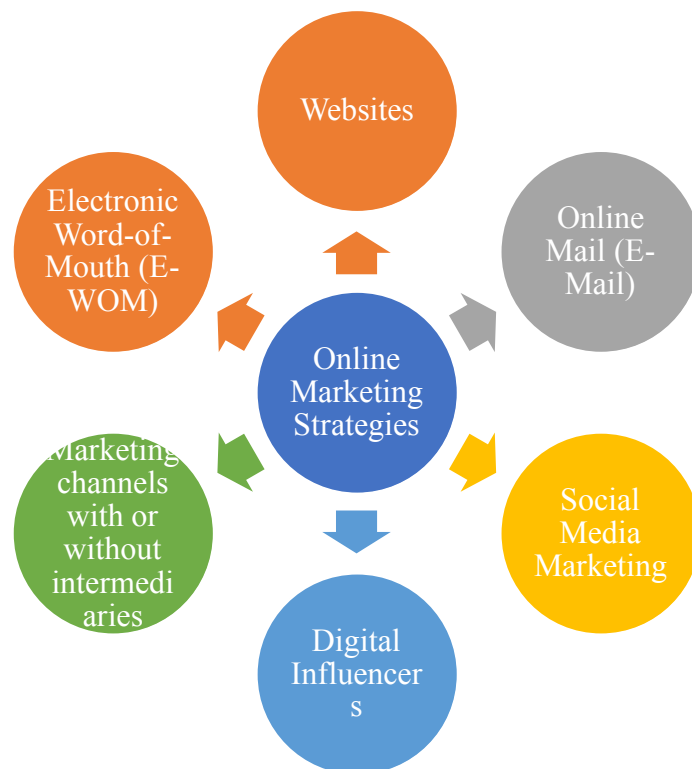 Websites
Electronic
Word-of-
Mouth (E-
WOM)
Online
Mail (E-
Mail)
Online
Marketing
Strategies
Marketing
channels
with or
without
intermedi
aries
Social
Media
Marketing
Digital
Influencer
s